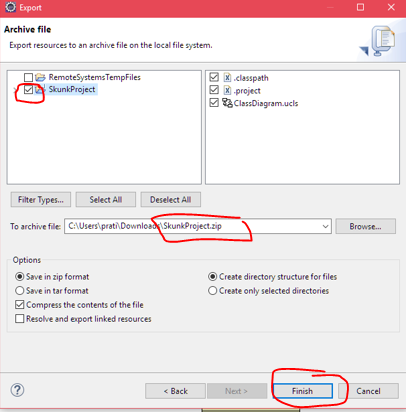 Export
Archive file
Export resources to an archive file on the local file system.
RemoteSystemsTempFiles
SkunkProject
.classpath
.project
ClassDiagram.ucls
Filter Types...
Select All
Deselect All
To archive file:
C:\Users\prati\Downloads\SkunkProject.zip
Browse...
Options
Save in zip format
Create directory structure for files
Save in tar format
Create only selected directories
Compress the contents of the file
Resolve and export linked resources
?
< Back
Next >
Finish
Cancel